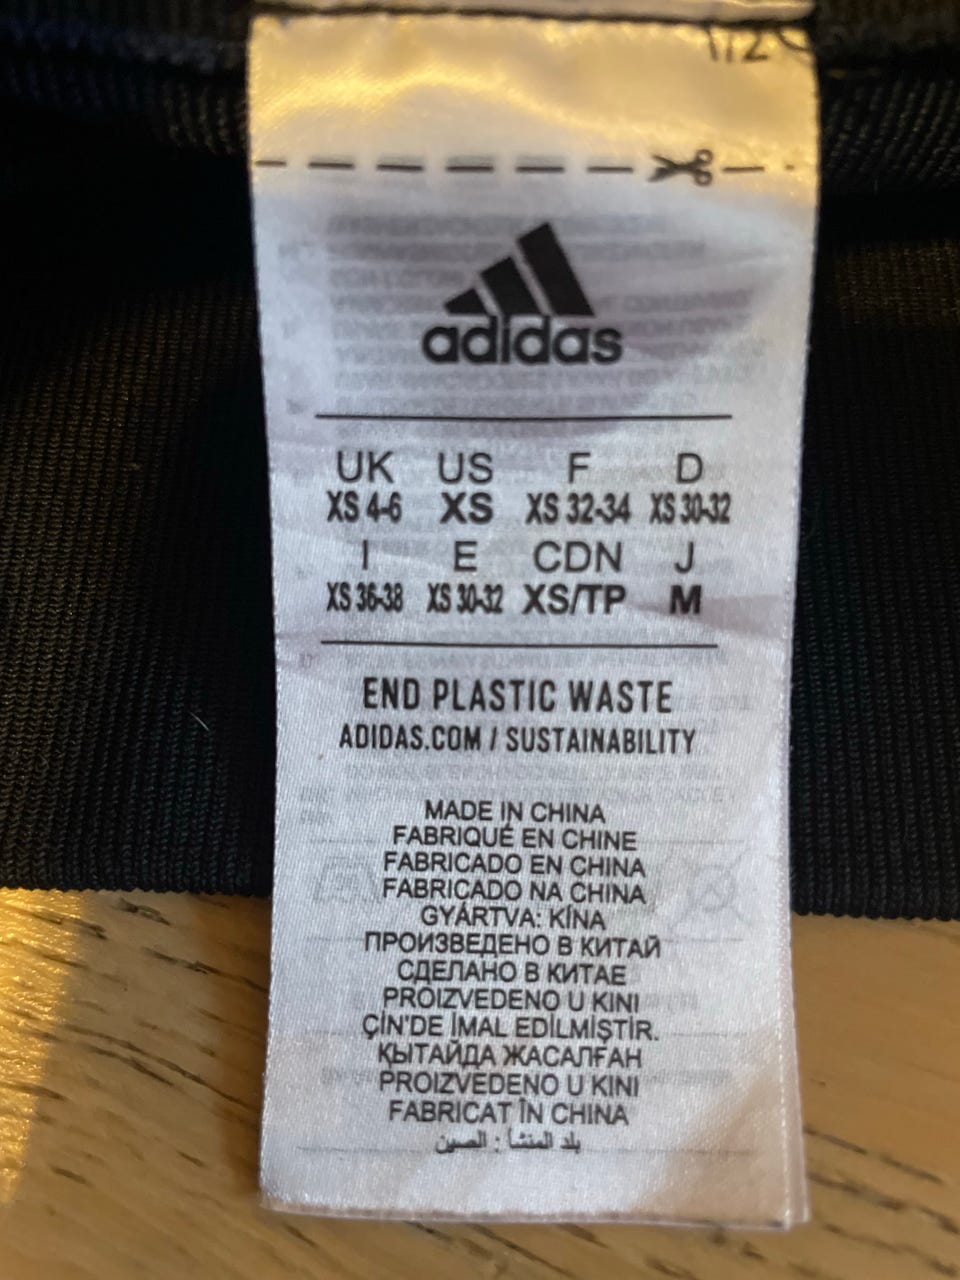 adidas
UK US F D
XS 4-6 XS XS 32-34 XS 30-32
I E CDN J
XS 36-38 XS 30-32 XS/TP M
END PLASTIC WASTE
ADIDAS.COM / SUSTAINABILITY
MADE IN CHINA
FABRIQUÉ EN CHINE
FABRICADO EN CHINA
FABRICADO NA CHINA
GYÁRTVA: KÍNA
ПРОИЗВЕДЕНО В КИТАЙ
СДЕЛАНО В КИТАЕ
PROIZVEDENO U KINI
ÇİN'DE İMAL EDİLMİŞTİR.
ҚЫТАЙДА ЖАСАЛҒАН
PROIZVEDENO U KINI
FABRICAT ÎN CHINA
بلد المنشأ : الصين